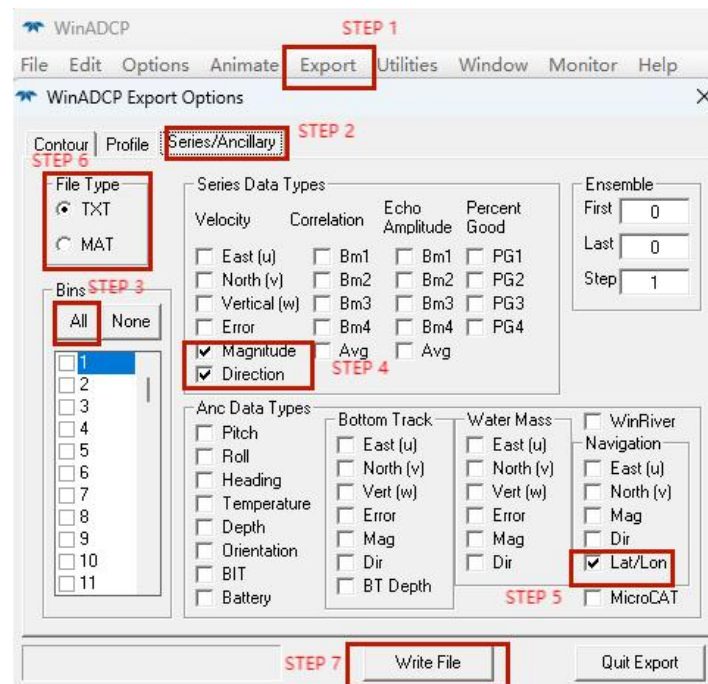 WinADCP STEP 1
File Edit Options Animate Export Utilities Window Monitor Help
WinADCP Export Options
Contour Profile Series/Ancillary STEP 2
STEP 6
File Type
TXT
MAT
Bins STEP 3
All None
1
2
3
4
5
6
7
8
9
10
11
Series Data Types
Velocity Correlation Echo Amplitude Percent Good
East (u) Bm1 Bm1 PG1
North (v) Bm2 Bm2 PG2
Vertical (w) Bm3 Bm3 PG3
Error Bm4 Bm4 PG4
Magnitude Avg Avg
Direction STEP 4
Ensemble
First 0
Last 0
Step 1
Anc Data Types
Pitch
Roll
Heading
Temperature
Depth
Orientation
BIT
Battery
Bottom Track
East (u)
North (v)
Vert (w)
Error
Mag
Dir
BT Depth
Water Mass
East (u)
North (v)
Vert (w)
Error
Mag
Dir
WinRiver
Navigation
East (u)
North (v)
Mag
Dir
Lat/Lon
STEP 5
MicroCAT
STEP 7 Write File Quit Export